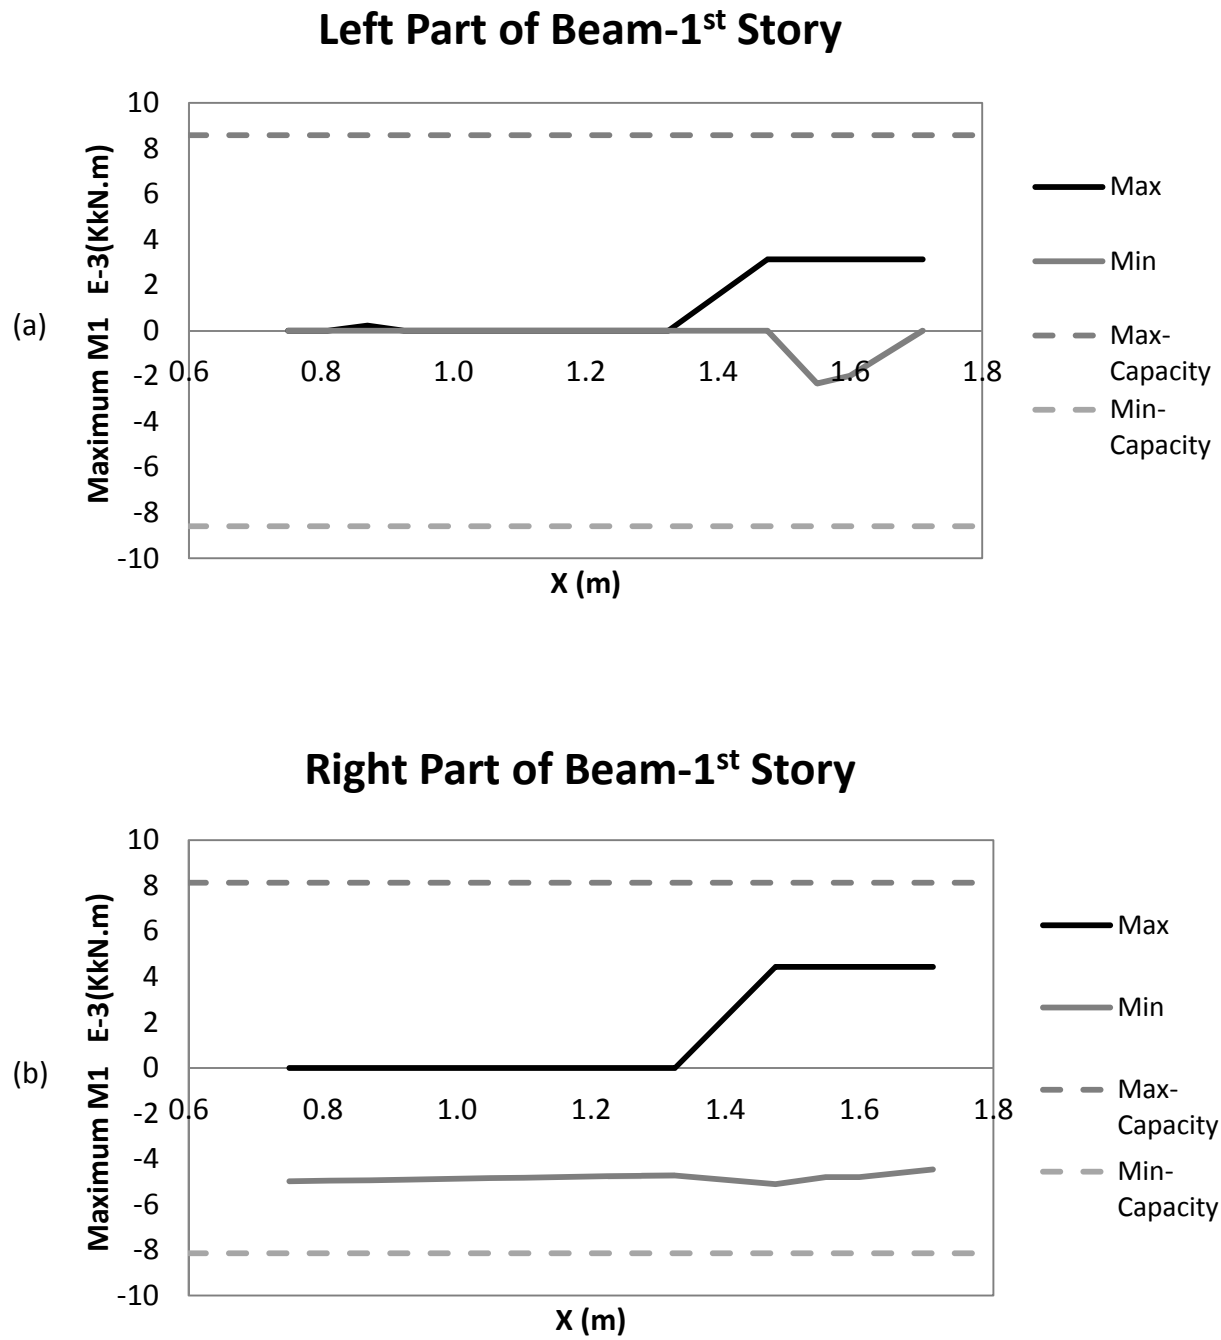 Left Part of Beam-1st Story
(a)
Maximum M1 E-3(KkN.m)
10
8
6
4
2
0
-2
-4
-6
-8
-10
0.6 0.8 1.0 1.2 1.4 1.6 1.8
X (m)
Max
Min
Max-
Capacity
Min-
Capacity
Right Part of Beam-1st Story
(b)
Maximum M1 E-3(KkN.m)
10
8
6
4
2
0
-2
-4
-6
-8
-10
0.6 0.8 1.0 1.2 1.4 1.6 1.8
X (m)
Max
Min
Max-
Capacity
Min-
Capacity